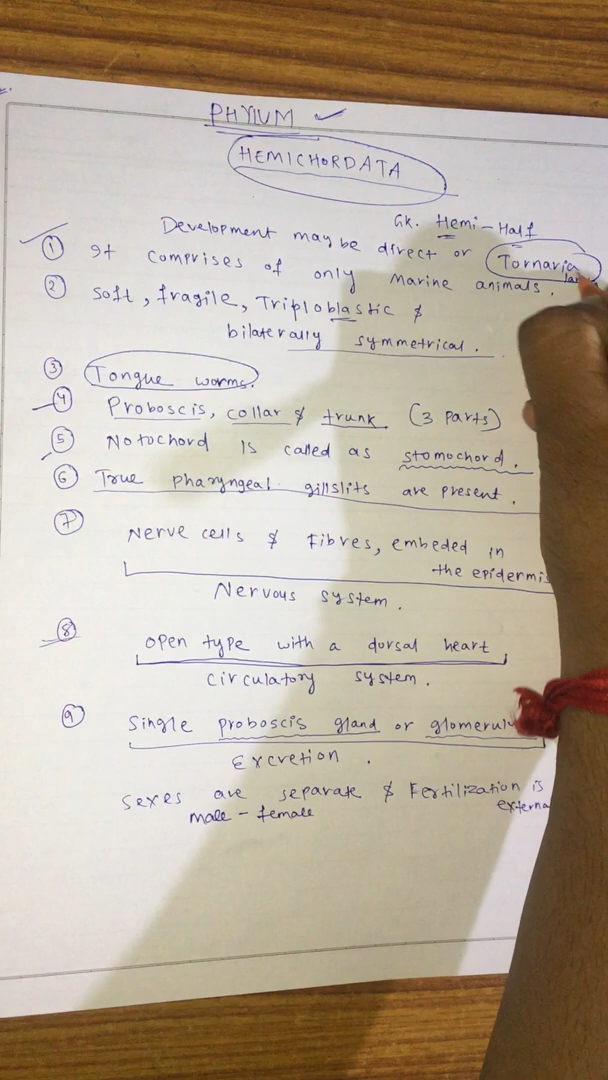 PHYIUM
HEMICHORDATA
Gk. Hemi-Half
Development may be direct or Tornaria
① It comprises of only Marine animals.
② Soft, fragile, Triploblastic &
bilaterally symmetrical.
③ Tongue worms.
④ Proboscis, collar & trunk (3 Parts)
⑤ Notochord is called as stomochord.
⑥ True pharyngeal gillslits are present.
⑦ Nerve cells & Fibres, embeded in
the epidermis
Nervous system.
⑧ Open type with a dorsal heart
circulatory system.
⑨ Single proboscis gland or glomerulu
Excretion.
Sexes are separate & Fertilization is
male - female externa